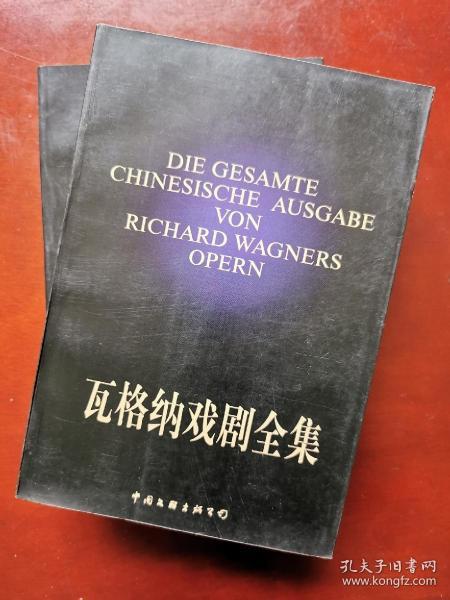 DIE GESAMTE
CHINESISCHE AUSGABE
VON
RICHARD WAGNERS
OPERN
瓦格纳戏剧全集
中国文联出版公司
孔夫子旧书网
www.kongfz.com